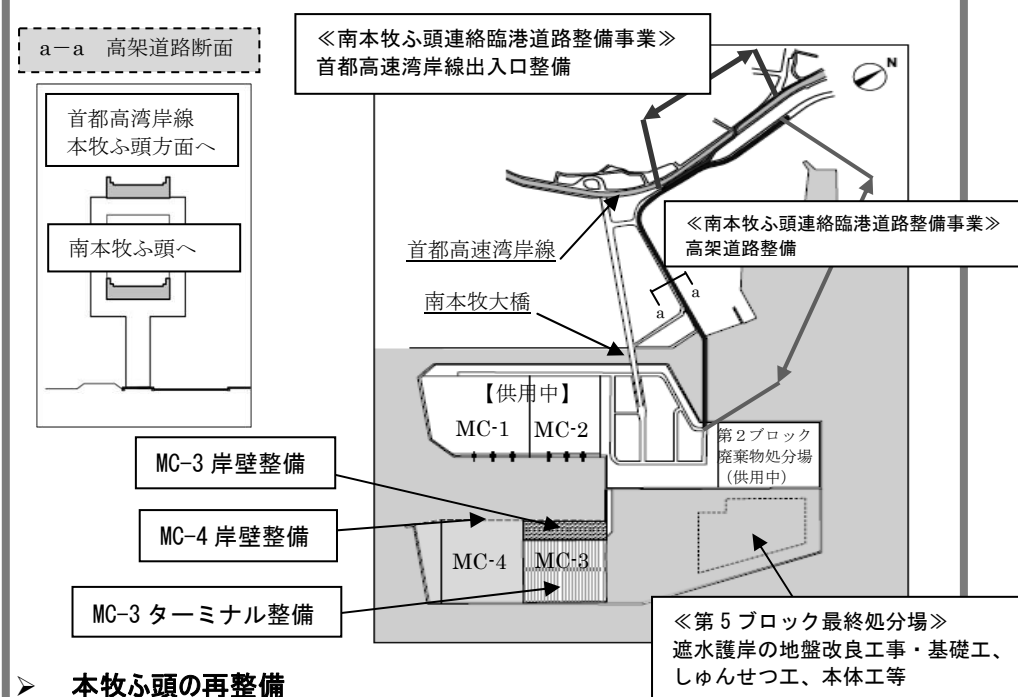 a－a 高架道路断面
首都高湾岸線
本牧ふ頭方面へ
南本牧ふ頭へ
≪南本牧ふ頭連絡臨港道路整備事業≫
首都高速湾岸線出入口整備
N
≪南本牧ふ頭連絡臨港道路整備事業≫
高架道路整備
首都高速湾岸線
a
a
南本牧大橋
【供用中】
MC-1
MC-2
第２ブロック
廃棄物処分場
（供用中）
MC-3 岸壁整備
MC-4 岸壁整備
MC-4
MC-3
MC-3 ターミナル整備
≪第 5 ブロック最終処分場≫
遮水護岸の地盤改良工事・基礎工、
しゅんせつ工、本体工等
➢ 本牧ふ頭の再整備